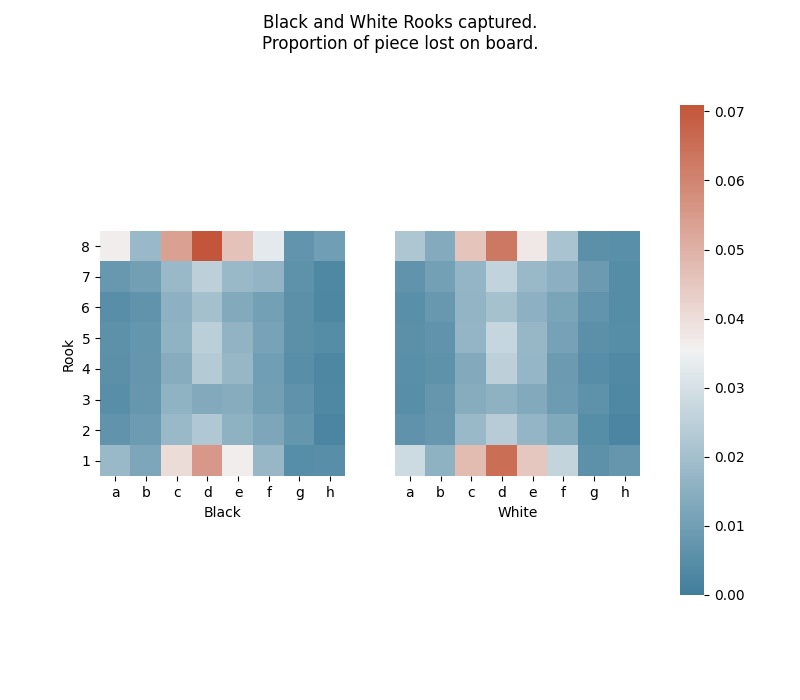 Black and White Rooks captured.
Proportion of piece lost on board.
0.07
0.06
0.05
0.04
0.03
0.02
0.01
0.00
Rook
8
7
6
5
4
3
2
1
a b c d e f g h
Black
a b c d e f g h
White